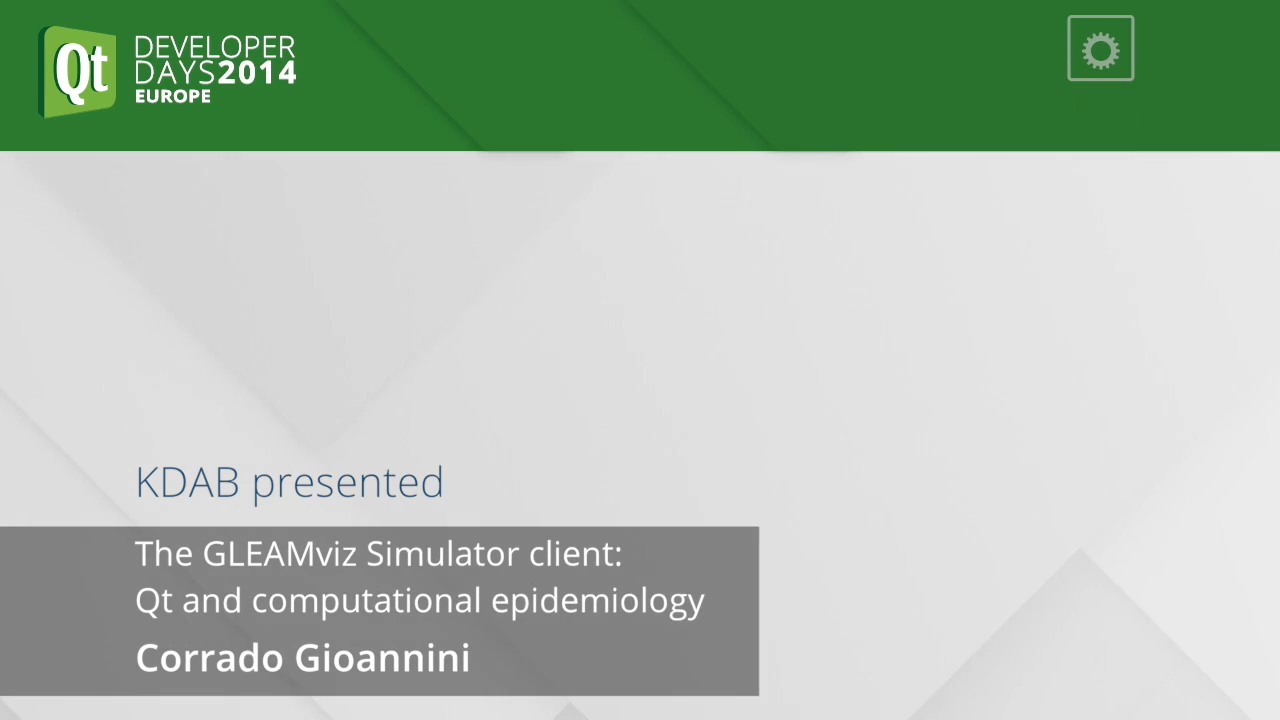 Qt
DEVELOPER
DAYS2014
EUROPE
KDAB presented
The GLEAMviz Simulator client:
Qt and computational epidemiology
Corrado Gioannini